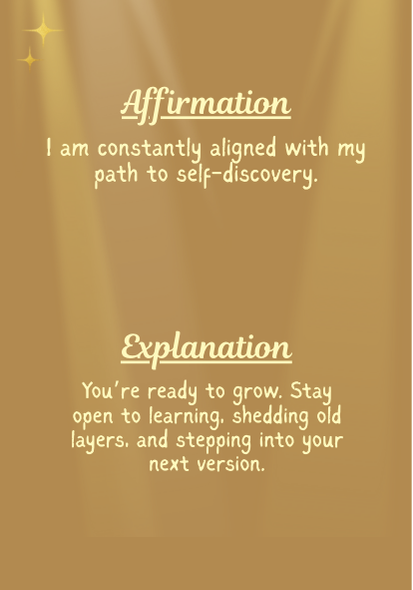 Affirmation
I am constantly aligned with my
path to self-discovery.
Explanation
You're ready to grow. Stay
open to learning, shedding old
layers, and stepping into your
next version.